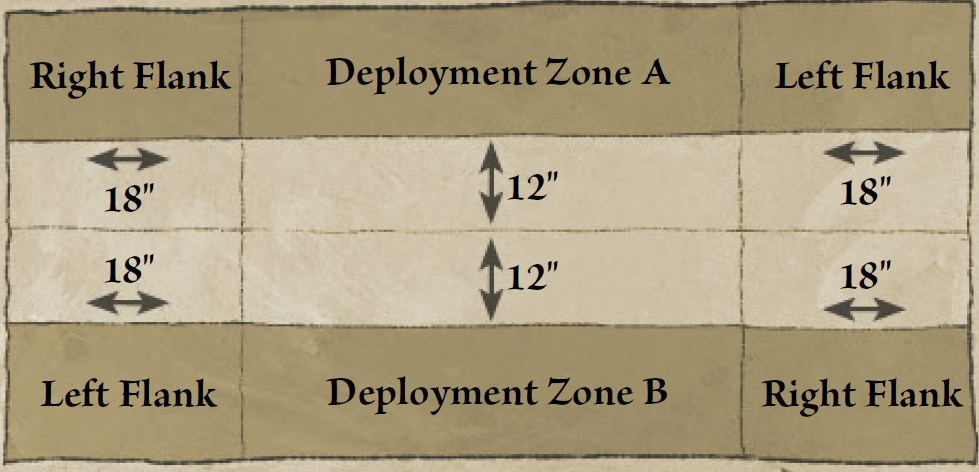 Right Flank
Deployment Zone A
Left Flank
18"
12"
18"
18"
12"
18"
Left Flank
Deployment Zone B
Right Flank